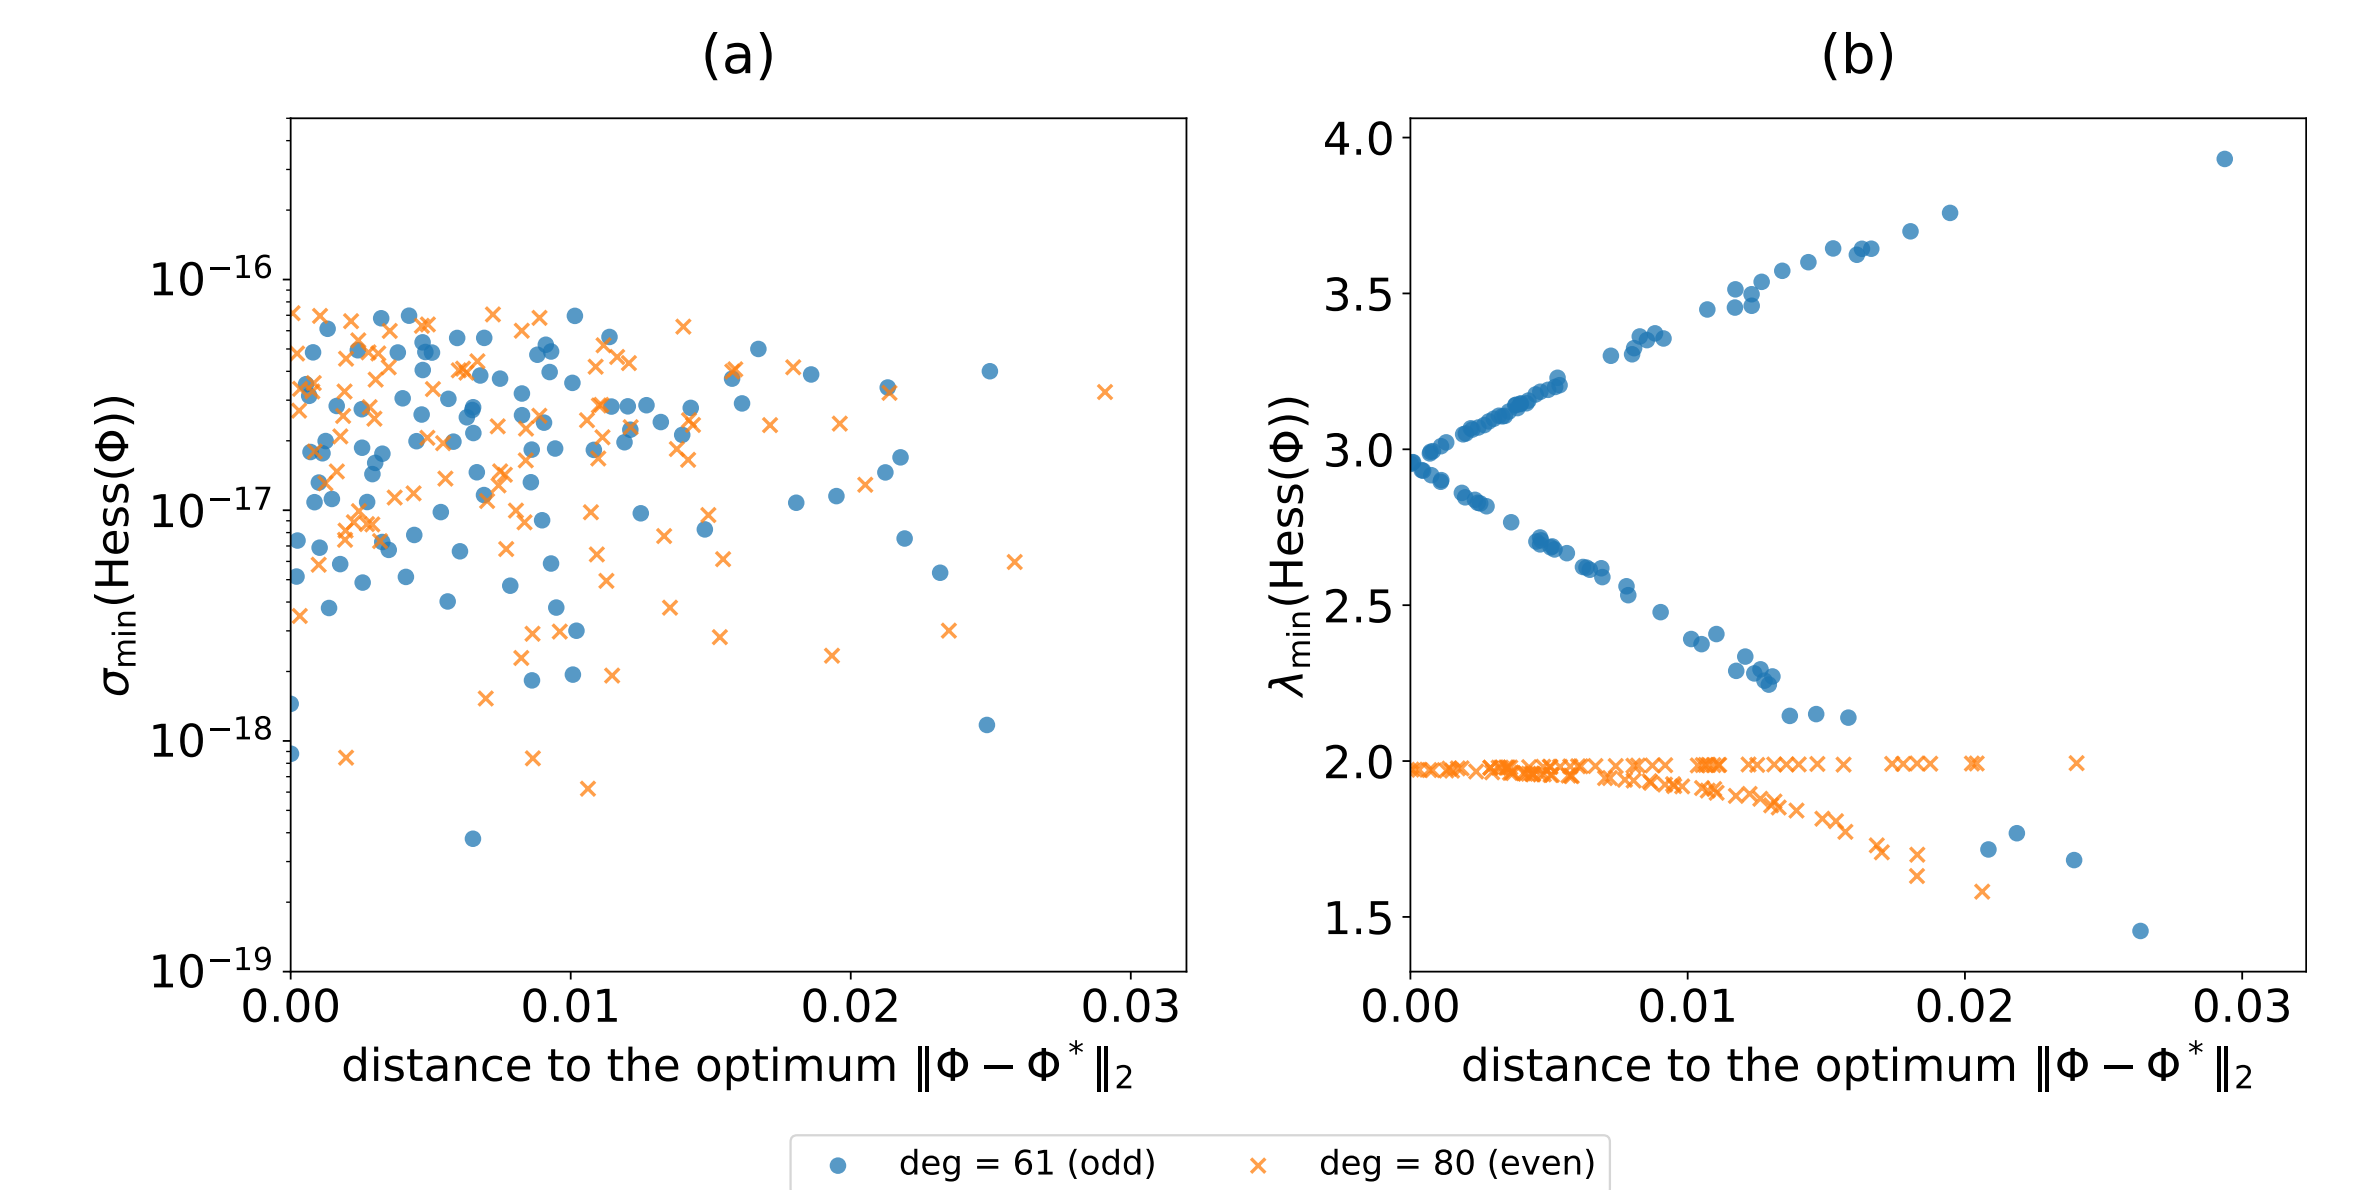 (a)
(b)
σmin(Hess(Φ))
10⁻¹⁶
10⁻¹⁷
10⁻¹⁸
10⁻¹⁹
0.00 0.01 0.02 0.03
distance to the optimum ‖Φ − Φ*‖₂
λmin(Hess(Φ))
4.0
3.5
3.0
2.5
2.0
1.5
0.00 0.01 0.02 0.03
distance to the optimum ‖Φ − Φ*‖₂
deg = 61 (odd) deg = 80 (even)